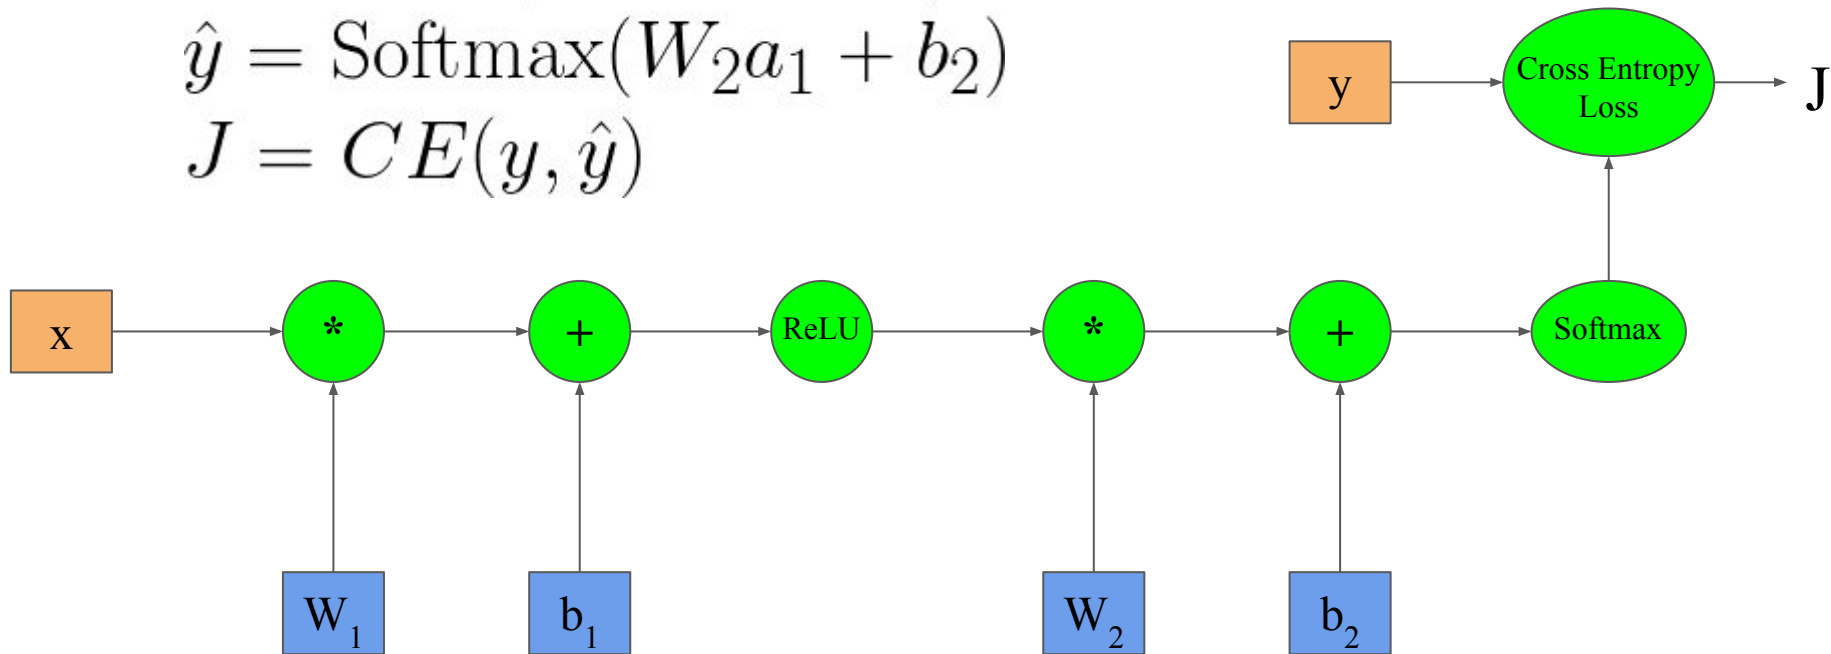 ŷ = Softmax(W₂a₁ + b₂)
J = CE(y, ŷ)
y
Cross Entropy
Loss
J
x
*
+
ReLU
*
+
Softmax
W₁
b₁
W₂
b₂